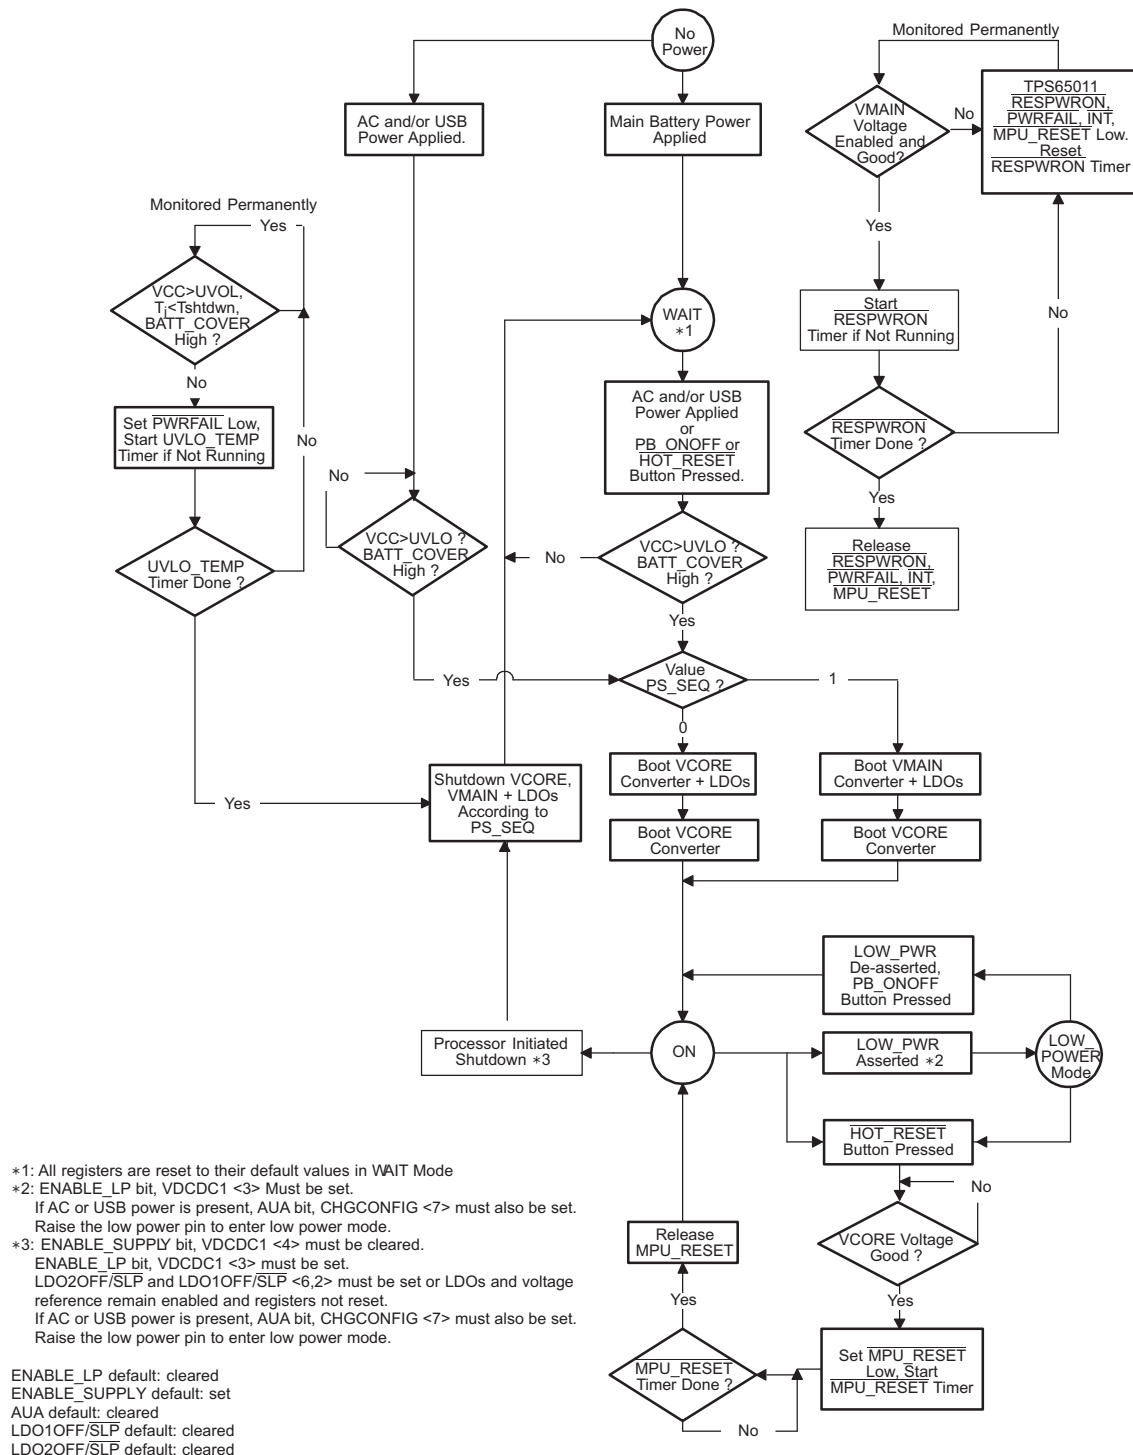 No
Power
Monitored Permanently
AC and/or USB
Power Applied.
Main Battery Power
Applied
VMAIN
Voltage
Enabled and
Good?
No
TPS65011
RESPWRON,
PWRFAIL, INT,
MPU_RESET Low.
Reset
RESPWRON Timer
Monitored Permanently
Yes
Yes
VCC>UVOL,
Tj<Tshtdwn,
BATT_COVER
High ?
WAIT
*1
Start
RESPWRON
Timer if Not Running
No
No
Set PWRFAIL Low,
Start UVLO_TEMP
Timer if Not Running
No
AC and/or USB
Power Applied
or
PB_ONOFF or
HOT_RESET
Button Pressed.
RESPWRON
Timer Done ?
No
Yes
UVLO_TEMP
Timer Done ?
VCC>UVLO ?
BATT_COVER
High ?
No
VCC>UVLO ?
BATT_COVER
High ?
Release
RESPWRON,
PWRFAIL, INT,
MPU_RESET
Yes
Yes
Value
PS_SEQ ?
1
0
Shutdown VCORE,
VMAIN + LDOs
According to
PS_SEQ
Yes
Boot VCORE
Converter + LDOs
Boot VMAIN
Converter + LDOs
Boot VCORE
Converter
Boot VCORE
Converter
LOW_PWR
De-asserted,
PB_ONOFF
Button Pressed
Processor Initiated
Shutdown *3
ON
LOW_PWR
Asserted *2
LOW_
POWER
Mode
HOT_RESET
Button Pressed
No
VCORE Voltage
Good ?
Yes
Release
MPU_RESET
Yes
MPU_RESET
Timer Done ?
No
Set MPU_RESET
Low, Start
MPU_RESET Timer
*1: All registers are reset to their default values in WAIT Mode
*2: ENABLE_LP bit, VDCDC1 <3> Must be set.
If AC or USB power is present, AUA bit, CHGCONFIG <7> must also be set.
Raise the low power pin to enter low power mode.
*3: ENABLE_SUPPLY bit, VDCDC1 <4> must be cleared.
ENABLE_LP bit, VDCDC1 <3> must be set.
LDO2OFF/SLP and LDO1OFF/SLP <6,2> must be set or LDOs and voltage
reference remain enabled and registers not reset.
If AC or USB power is present, AUA bit, CHGCONFIG <7> must also be set.
Raise the low power pin to enter low power mode.
ENABLE_LP default: cleared
ENABLE_SUPPLY default: set
AUA default: cleared
LDO1OFF/SLP default: cleared
LDO2OFF/SLP default: cleared